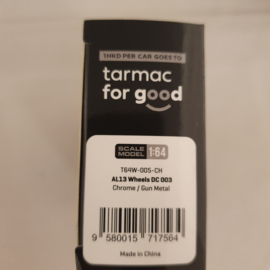 1HKD PER CAR GOES TO
tarmac
for good
SCALE MODEL 1:64
T64W-005-CH
AL13 Wheels DC 003
Chrome / Gun Metal
9 580015 717564
Made in China